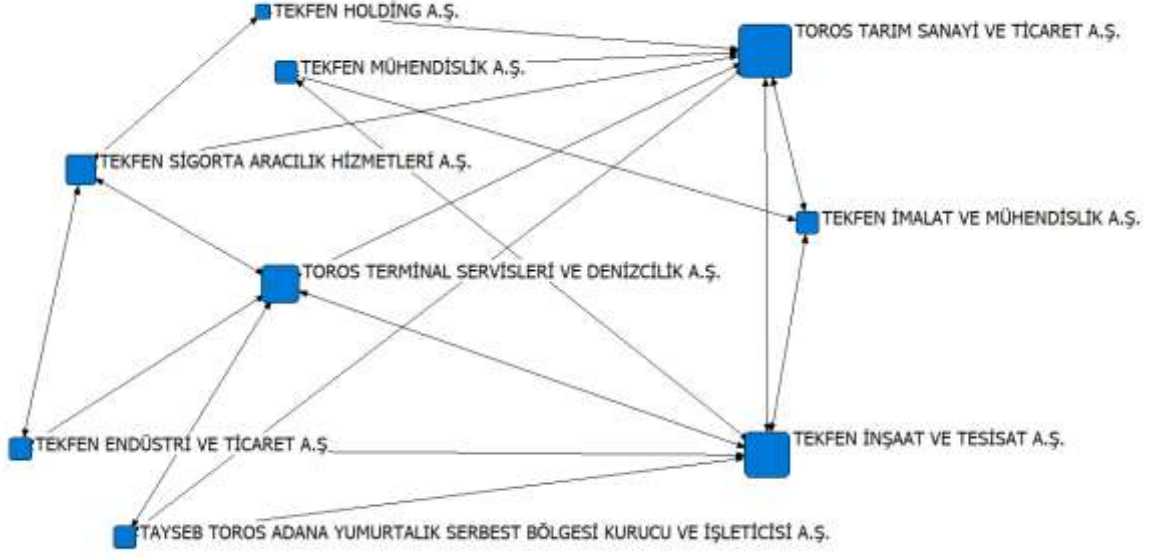 TEKFEN HOLDİNG A.Ş.
TOROS TARIM SANAYİ VE TİCARET A.Ş.
TEKFEN MÜHENDİSLİK A.Ş.
TEKFEN SİGORTA ARACILIK HİZMETLERİ A.Ş.
TEKFEN İMALAT VE MÜHENDİSLİK A.Ş.
TOROS TERMİNAL SERVİSLERİ VE DENİZCİLİK A.Ş.
TEKFEN ENDÜSTRİ VE TİCARET A.Ş
TEKFEN İNŞAAT VE TESİSAT A.Ş.
TAYSEB TOROS ADANA YUMURTALIK SERBEST BÖLGESİ KURUCU VE İŞLETİCİSİ A.Ş.